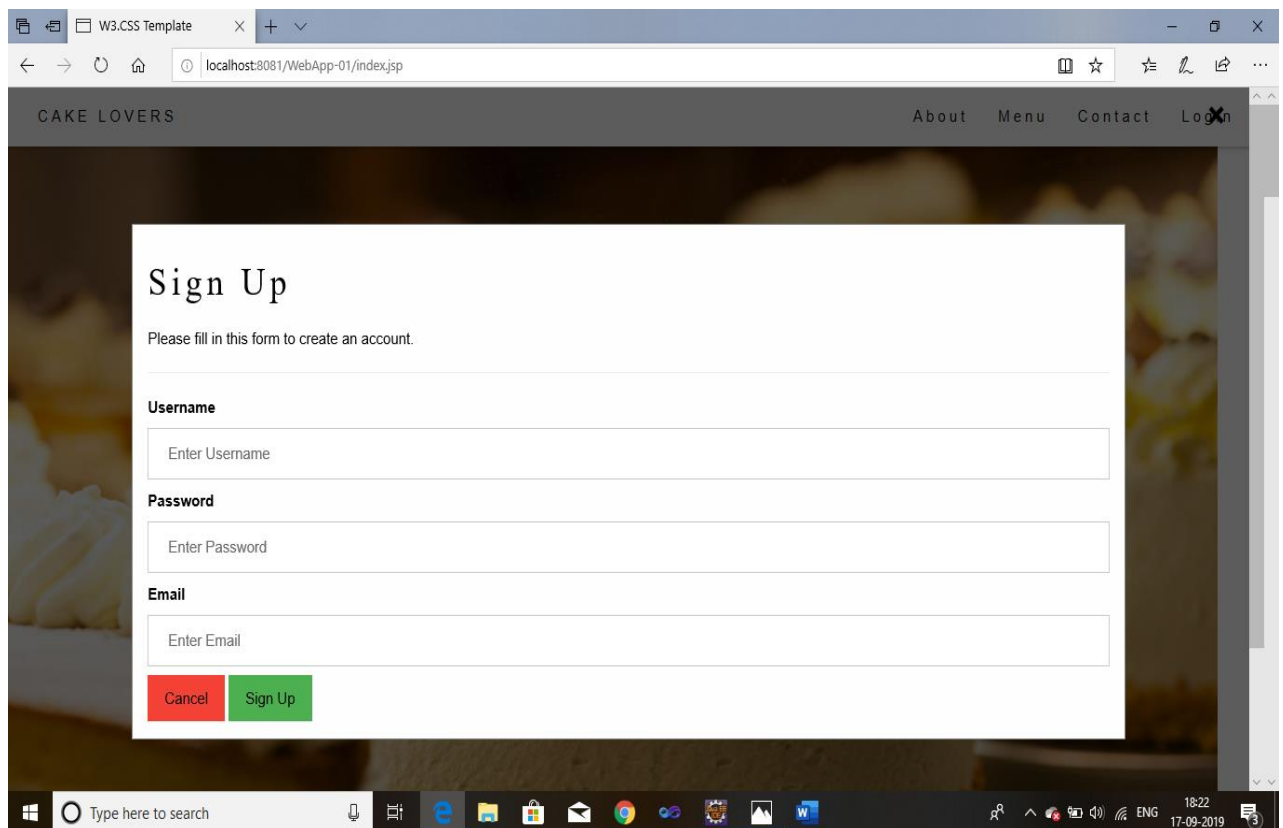 W3.CSS Template
localhost:8081/WebApp-01/index.jsp
CAKE LOVERS About Menu Contact Login
Sign Up
Please fill in this form to create an account.
Username
Enter Username
Password
Enter Password
Email
Enter Email
Cancel Sign Up
Type here to search
ENG
18:22
17-09-2019
3